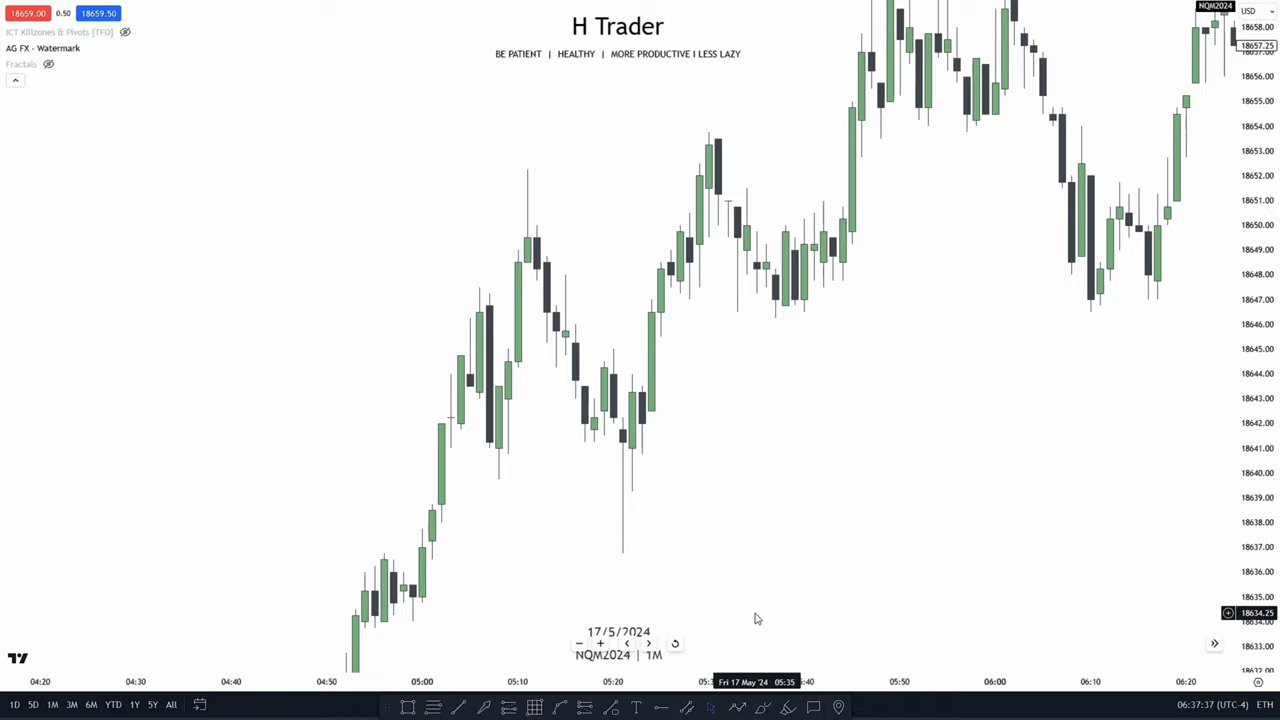 18659.00 0.50 18659.50
ICT Killzones & Pivots [TFO]
AG FX - Watermark
Fractals
H Trader
BE PATIENT | HEALTHY | MORE PRODUCTIVE I LESS LAZY
NQM2024
USD
18658.00
18657.25
18656.00
18655.00
18654.00
18653.00
18652.00
18651.00
18650.00
18649.00
18648.00
18647.00
18646.00
18645.00
18644.00
18643.00
18642.00
18641.00
18640.00
18639.00
18638.00
18637.00
18636.00
18635.00
18634.25
18634.00
18633.00
18632.00
17/5/2024
NQM2024 | 1M
04:20 04:30 04:40 04:50 05:00 05:10 05:20 Fri 17 May '24 05:35 05:50 06:00 06:10 06:20
1D 5D 1M 3M 6M YTD 1Y 5Y All
06:37:37 (UTC-4) ETH